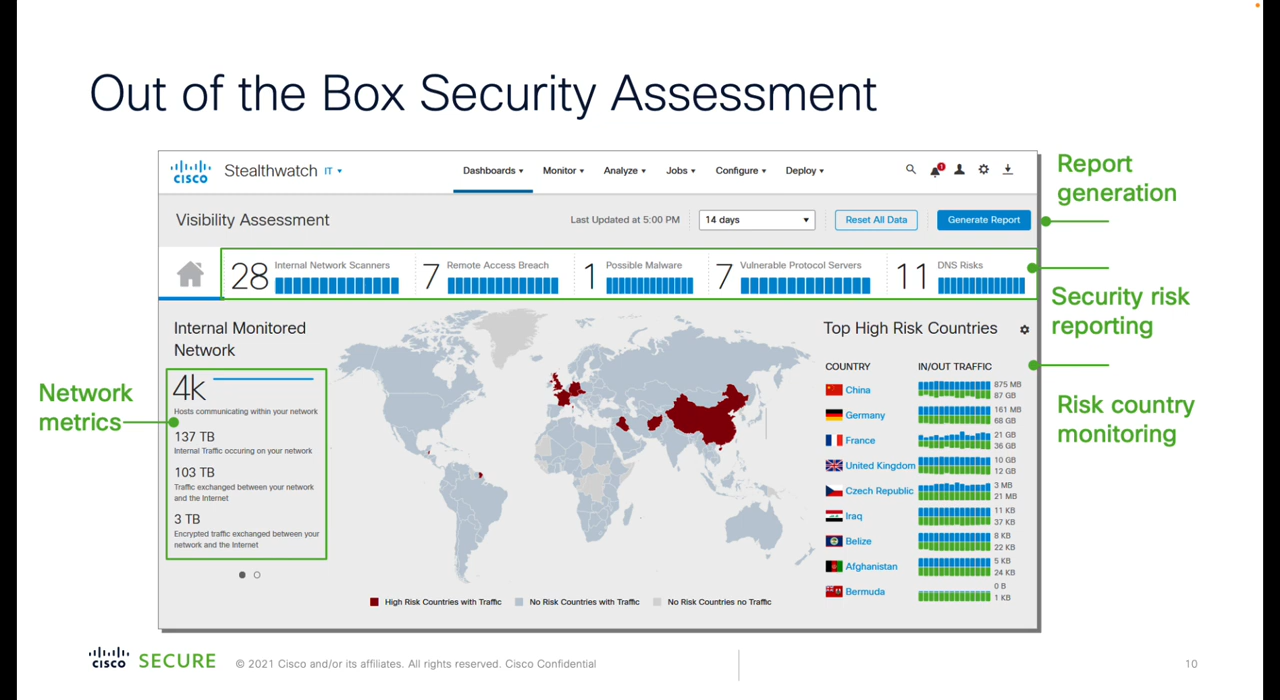 Out of the Box Security Assessment
CISCO
Stealthwatch IT
Dashboards
Monitor
Analyze
Jobs
Configure
Deploy
1
Visibility Assessment
Last Updated at 5:00 PM
14 days
Reset All Data
Generate Report
28 Internal Network Scanners
7 Remote Access Breach
1 Possible Malware
7 Vulnerable Protocol Servers
11 DNS Risks
Report
generation
Security risk
reporting
Risk country
monitoring
Network
metrics
Internal Monitored
Network
4k
Hosts communicating within your network
137 TB
Internal Traffic occuring on your network
103 TB
Traffic exchanged between your network
and the Internet
3 TB
Encrypted traffic exchanged between your
network and the Internet
High Risk Countries with Traffic
No Risk Countries with Traffic
No Risk Countries no Traffic
Top High Risk Countries
COUNTRY IN/OUT TRAFFIC
China 875 MB
87 GB
Germany 161 MB
68 GB
France 21 GB
36 GB
United Kingdom 10 GB
12 GB
Czech Republic 3 MB
21 MB
Iraq 11 KB
37 KB
Belize 8 KB
22 KB
Afghanistan 5 KB
24 KB
Bermuda 0 B
1 KB
CISCO SECURE
© 2021 Cisco and/or its affiliates. All rights reserved. Cisco Confidential
10